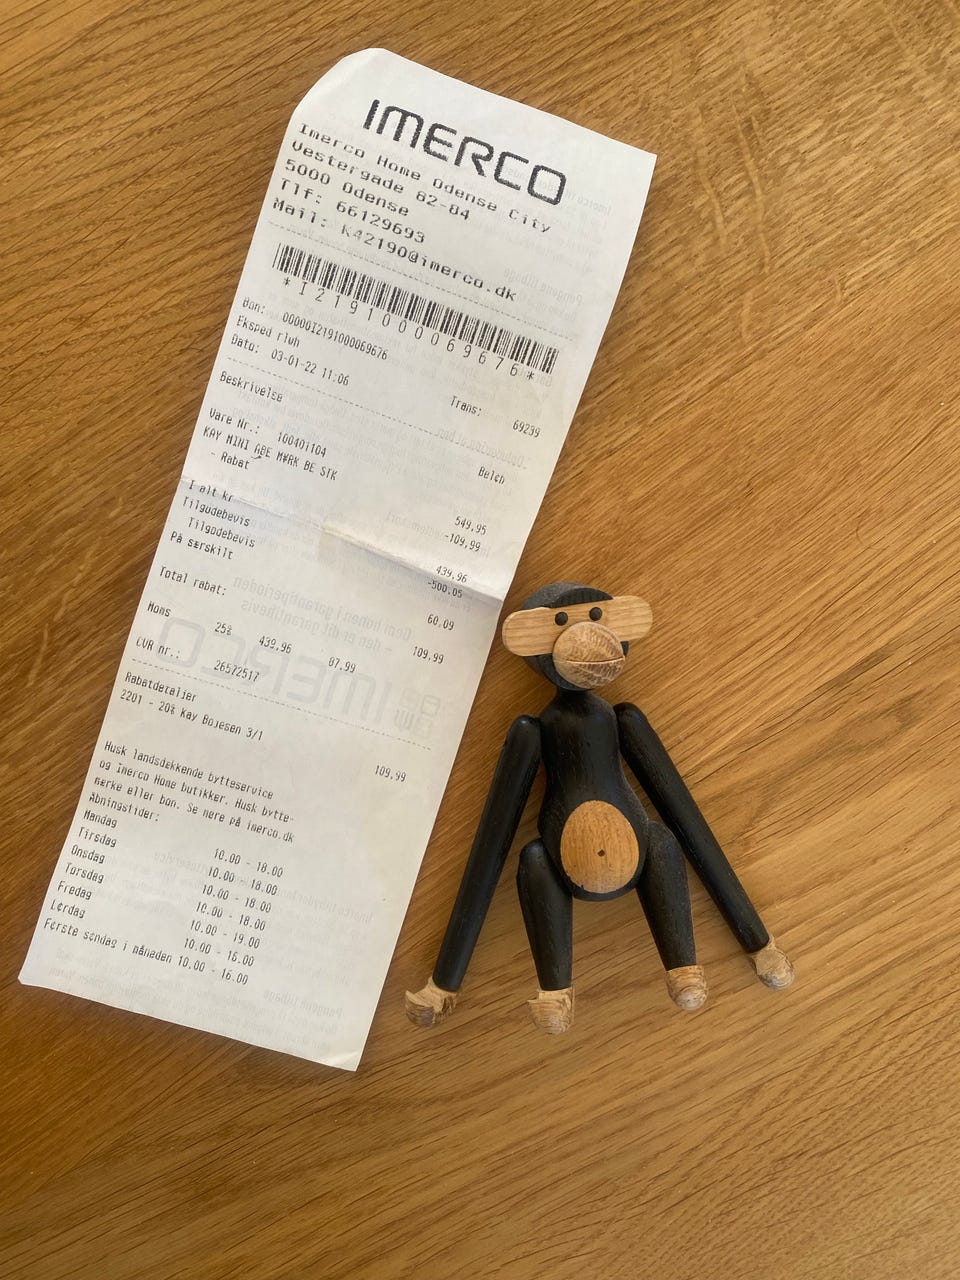 IMERCO
Imerco Home Odense City
Vestergade 82-84
5000 Odense
Tlf: 66129693
Mail: K42190@imerco.dk
*I2191000069676*
Bon: 00000I2191000069676
Eksped rluh
Dato: 03-01-22 11:06 Trans: 69239
Beskrivelse Beløb
Vare Nr.: 100401104
KAY MINI ABE MØRK BE STK 549,95
- Rabat -109,99
I alt kr 439,96
Tilgodebevis -500.05
Tilgodebevis
På særskilt 60,09
Total rabat: 109,99
Moms 25% 439,96 87,99
CVR nr.: 26572517
Rabatdetaljer
2201 - 20% Kay Bojesen 3/1 109,99
Husk landsdækkende bytteservice
og Imerco Home butikker. Husk bytte-
mærke eller bon. Se mere på imerco.dk
Åbningstider:
Mandag 10.00 - 18.00
Tirsdag 10.00 - 18.00
Onsdag 10.00 - 18.00
Torsdag 10.00 - 18.00
Fredag 10.00 - 19.00
Lørdag 10.00 - 16.00
Første søndag i måneden 10.00 - 16.00